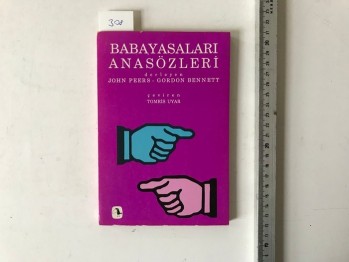 308
BABAYASALARI
ANASÖZLERİ
derleyen
JOHN PEERS - GORDON BENNETT
çeviren
TOMRİS UYAR